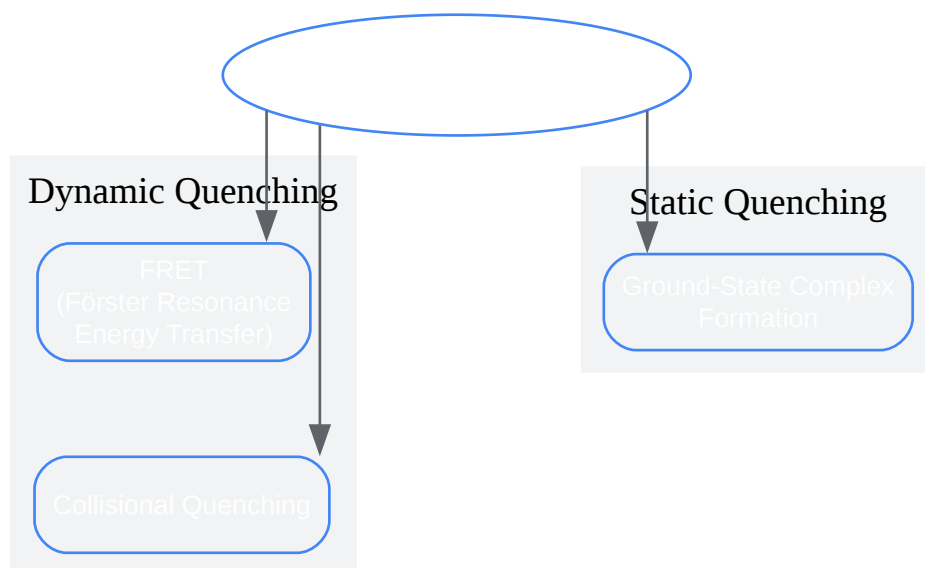 Dynamic Quenching
FRET
(Förster Resonance
Energy Transfer)
Collisional Quenching
Static Quenching
Ground-State Complex
Formation